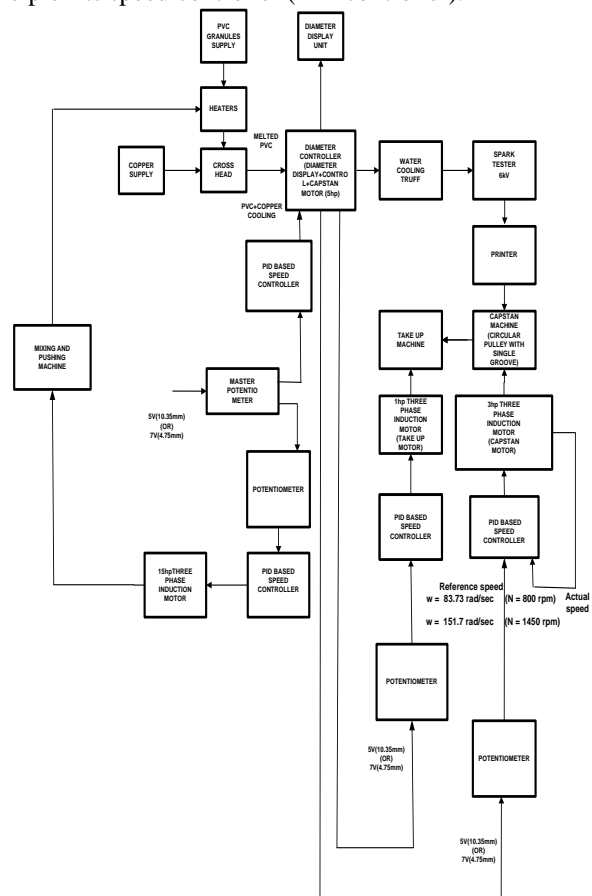 PVC
GRANULES
SUPPLY
DIAMETER
DISPLAY
UNIT
HEATERS
MELTED
PVC
DIAMETER
CONTROLLER
(DIAMETER
DISPLAY+CONTRO
L+CAPSTAN
MOTOR (5hp)
COPPER
SUPPLY
CROSS
HEAD
WATER
COOLING
TRUFF
SPARK
TESTER
6kV
PVC+COPPER
COOLING
PID BASED
SPEED
CONTROLLER
PRINTER
MIXING AND
PUSHING
MACHINE
TAKE UP
MACHINE
CAPSTAN
MACHINE
(CIRCULAR
PULLEY WITH
SINGLE
GROOVE)
MASTER
POTENTIO
METER
5V(10.35mm)
(OR)
7V(4.75mm)
1hp THREE
PHASE
INDUCTION
MOTOR
(TAKE UP
MOTOR)
3hp THREE
PHASE
INDUCTION
MOTOR
(CAPSTAN
MOTOR)
POTENTIOMETER
PID BASED
SPEED
CONTROLLER
PID BASED
SPEED
CONTROLLER
15hpTHREE
PHASE
INDUCTION
MOTOR
PID BASED
SPEED
CONTROLLER
Reference speed
w = 83.73 rad/sec (N = 800 rpm)
w = 151.7 rad/sec (N = 1450 rpm)
Actual
speed
POTENTIOMETER
5V(10.35mm)
(OR)
7V(4.75mm)
POTENTIOMETER
5V(10.35mm)
(OR)
7V(4.75mm)